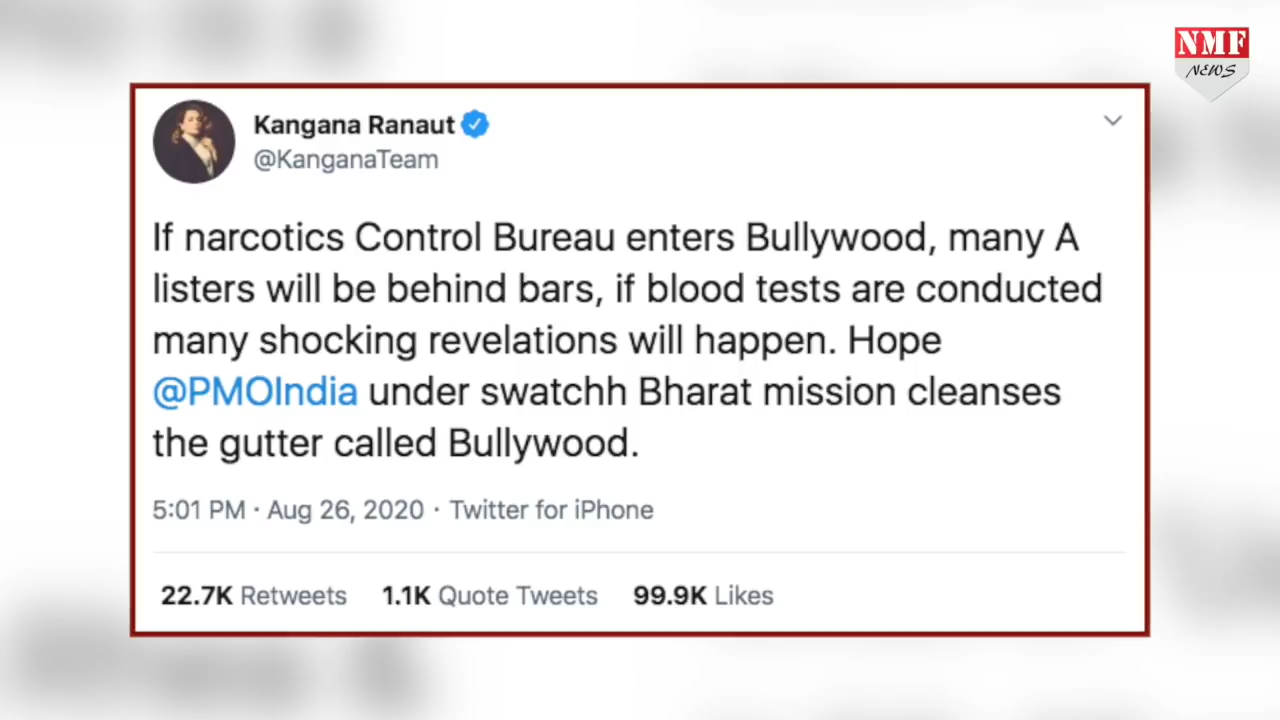 NMF
NEWS
Kangana Ranaut
@KanganaTeam
If narcotics Control Bureau enters Bullywood, many A
listers will be behind bars, if blood tests are conducted
many shocking revelations will happen. Hope
@PMOIndia under swatchh Bharat mission cleanses
the gutter called Bullywood.
5:01 PM · Aug 26, 2020 · Twitter for iPhone
22.7K Retweets 1.1K Quote Tweets 99.9K Likes